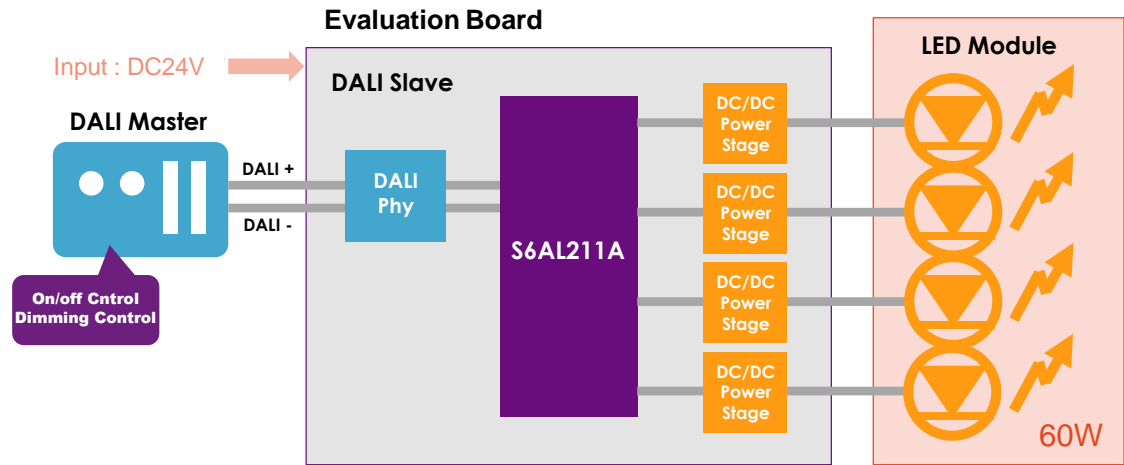 Evaluation Board
Input : DC24V
DALI Master
DALI +
DALI -
On/off Cntrol
Dimming Control
DALI Slave
DALI
Phy
S6AL211A
DC/DC
Power
Stage
DC/DC
Power
Stage
DC/DC
Power
Stage
DC/DC
Power
Stage
LED Module
60W